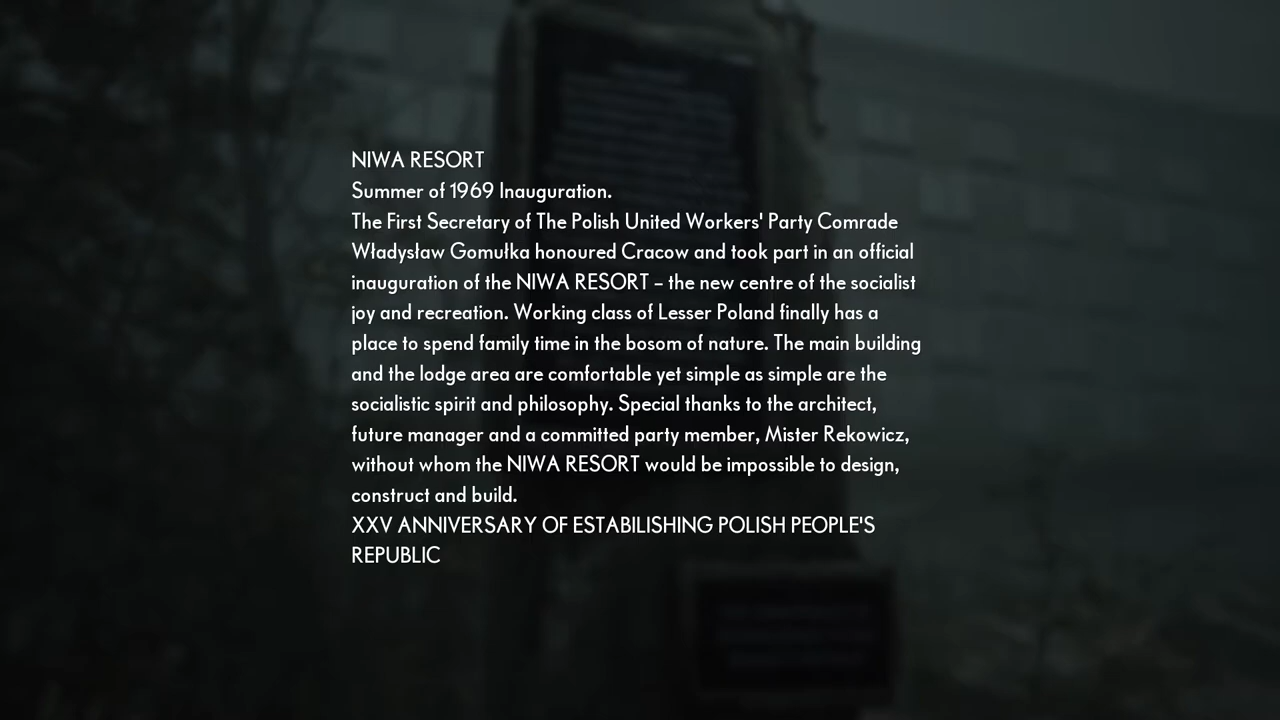 NIWA RESORT
Summer of 1969 Inauguration.
The First Secretary of The Polish United Workers' Party Comrade
Władysław Gomułka honoured Cracow and took part in an official
inauguration of the NIWA RESORT – the new centre of the socialist
joy and recreation. Working class of Lesser Poland finally has a
place to spend family time in the bosom of nature. The main building
and the lodge area are comfortable yet simple as simple are the
socialistic spirit and philosophy. Special thanks to the architect,
future manager and a committed party member, Mister Rekowicz,
without whom the NIWA RESORT would be impossible to design,
construct and build.
XXV ANNIVERSARY OF ESTABILISHING POLISH PEOPLE'S
REPUBLIC